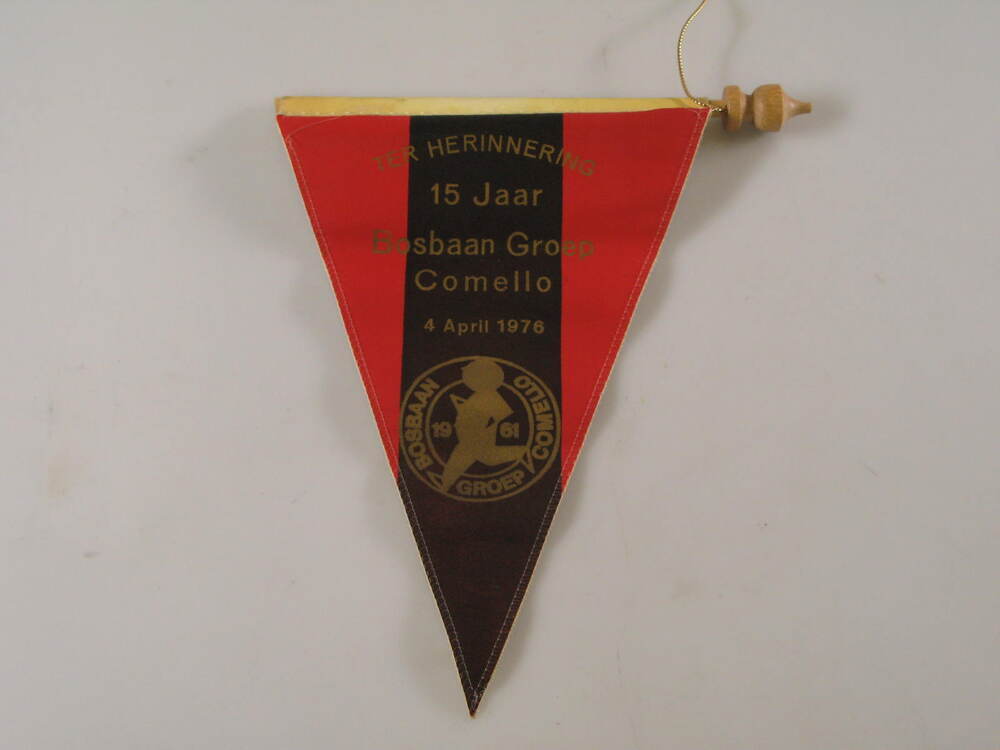 TER HERINNERING
15 Jaar
Bosbaan Groep
Comello
4 April 1976
BOSBAAN
COMELLO
19 61
GROEP